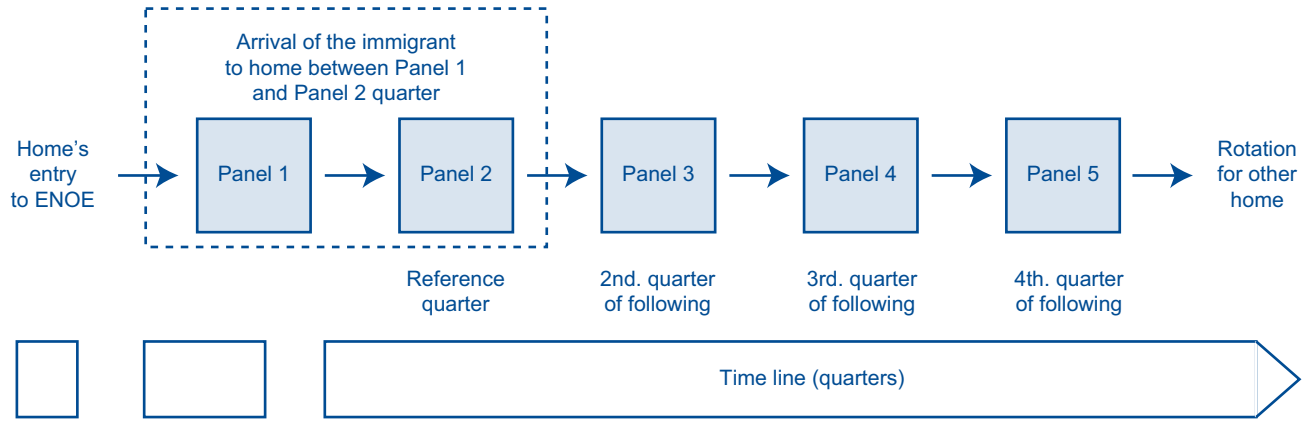 Arrival of the immigrant
to home between Panel 1
and Panel 2 quarter
Home's
entry
to ENOE
Panel 1
Panel 2
Panel 3
Panel 4
Panel 5
Rotation
for other
home
Reference
quarter
2nd. quarter
of following
3rd. quarter
of following
4th. quarter
of following
Time line (quarters)